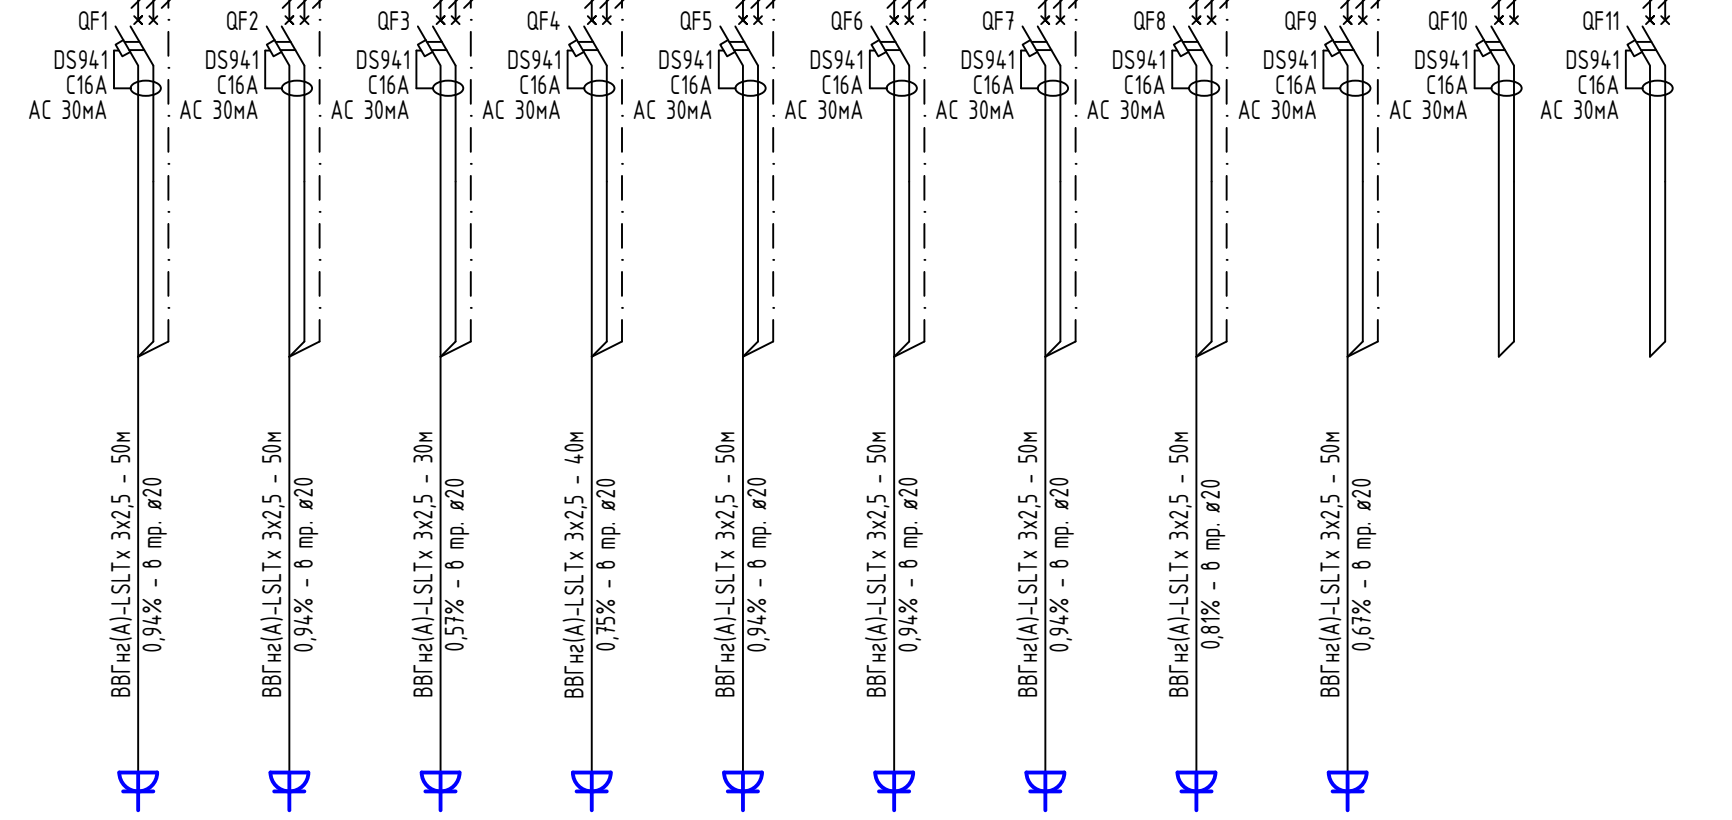 QF1
DS941
C16A
AC 30мА
QF2
DS941
C16A
AC 30мА
QF3
DS941
C16A
AC 30мА
QF4
DS941
C16A
AC 30мА
QF5
DS941
C16A
AC 30мА
QF6
DS941
C16A
AC 30мА
QF7
DS941
C16A
AC 30мА
QF8
DS941
C16A
AC 30мА
QF9
DS941
C16A
AC 30мА
QF10
DS941
C16A
AC 30мА
QF11
DS941
C16A
AC 30мА
ВВГнг(А)-LSLTx 3х2,5 - 50м
0,94% - в тр. ø20
ВВГнг(А)-LSLTx 3х2,5 - 50м
0,94% - в тр. ø20
ВВГнг(А)-LSLTx 3х2,5 - 30м
0,57% - в тр. ø20
ВВГнг(А)-LSLTx 3х2,5 - 40м
0,75% - в тр. ø20
ВВГнг(А)-LSLTx 3х2,5 - 50м
0,94% - в тр. ø20
ВВГнг(А)-LSLTx 3х2,5 - 50м
0,94% - в тр. ø20
ВВГнг(А)-LSLTx 3х2,5 - 50м
0,94% - в тр. ø20
ВВГнг(А)-LSLTx 3х2,5 - 50м
0,81% - в тр. ø20
ВВГнг(А)-LSLTx 3х2,5 - 50м
0,67% - в тр. ø20